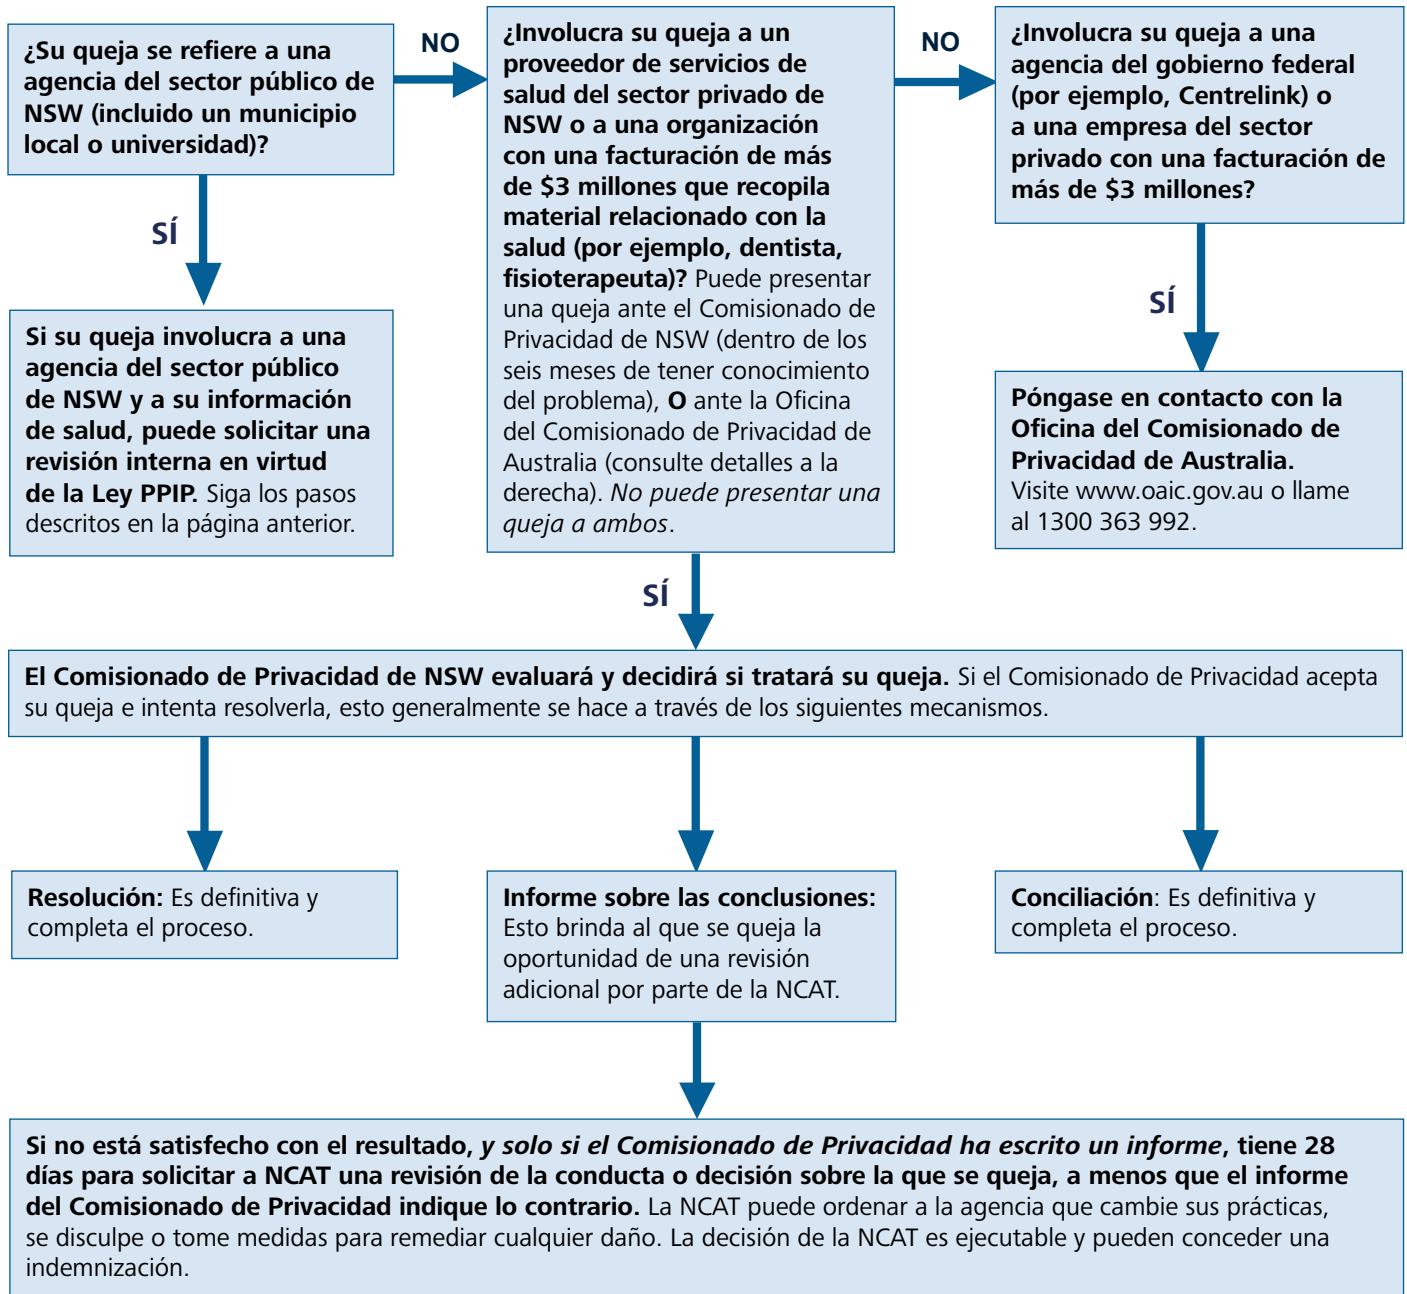 ¿Su queja se refiere a una
agencia del sector público de
NSW (incluido un municipio
local o universidad)?
NO
¿Involucra su queja a un
proveedor de servicios de
salud del sector privado de
NSW o a una organización
con una facturación de más
de $3 millones que recopila
material relacionado con la
salud (por ejemplo, dentista,
fisioterapeuta)? Puede presentar
una queja ante el Comisionado de
Privacidad de NSW (dentro de los
seis meses de tener conocimiento
del problema), O ante la Oficina
del Comisionado de Privacidad de
Australia (consulte detalles a la
derecha). No puede presentar una
queja a ambos.
NO
¿Involucra su queja a una
agencia del gobierno federal
(por ejemplo, Centrelink) o
a una empresa del sector
privado con una facturación de
más de $3 millones?
SÍ
Si su queja involucra a una
agencia del sector público
de NSW y a su información
de salud, puede solicitar una
revisión interna en virtud
de la Ley PPIP. Siga los pasos
descritos en la página anterior.
SÍ
Póngase en contacto con la
Oficina del Comisionado de
Privacidad de Australia.
Visite www.oaic.gov.au o llame
al 1300 363 992.
SÍ
El Comisionado de Privacidad de NSW evaluará y decidirá si tratará su queja. Si el Comisionado de Privacidad acepta
su queja e intenta resolverla, esto generalmente se hace a través de los siguientes mecanismos.
Resolución: Es definitiva y
completa el proceso.
Informe sobre las conclusiones:
Esto brinda al que se queja la
oportunidad de una revisión
adicional por parte de la NCAT.
Conciliación: Es definitiva y
completa el proceso.
Si no está satisfecho con el resultado, y solo si el Comisionado de Privacidad ha escrito un informe, tiene 28
días para solicitar a NCAT una revisión de la conducta o decisión sobre la que se queja, a menos que el informe
del Comisionado de Privacidad indique lo contrario. La NCAT puede ordenar a la agencia que cambie sus prácticas,
se disculpe o tome medidas para remediar cualquier daño. La decisión de la NCAT es ejecutable y pueden conceder una
indemnización.